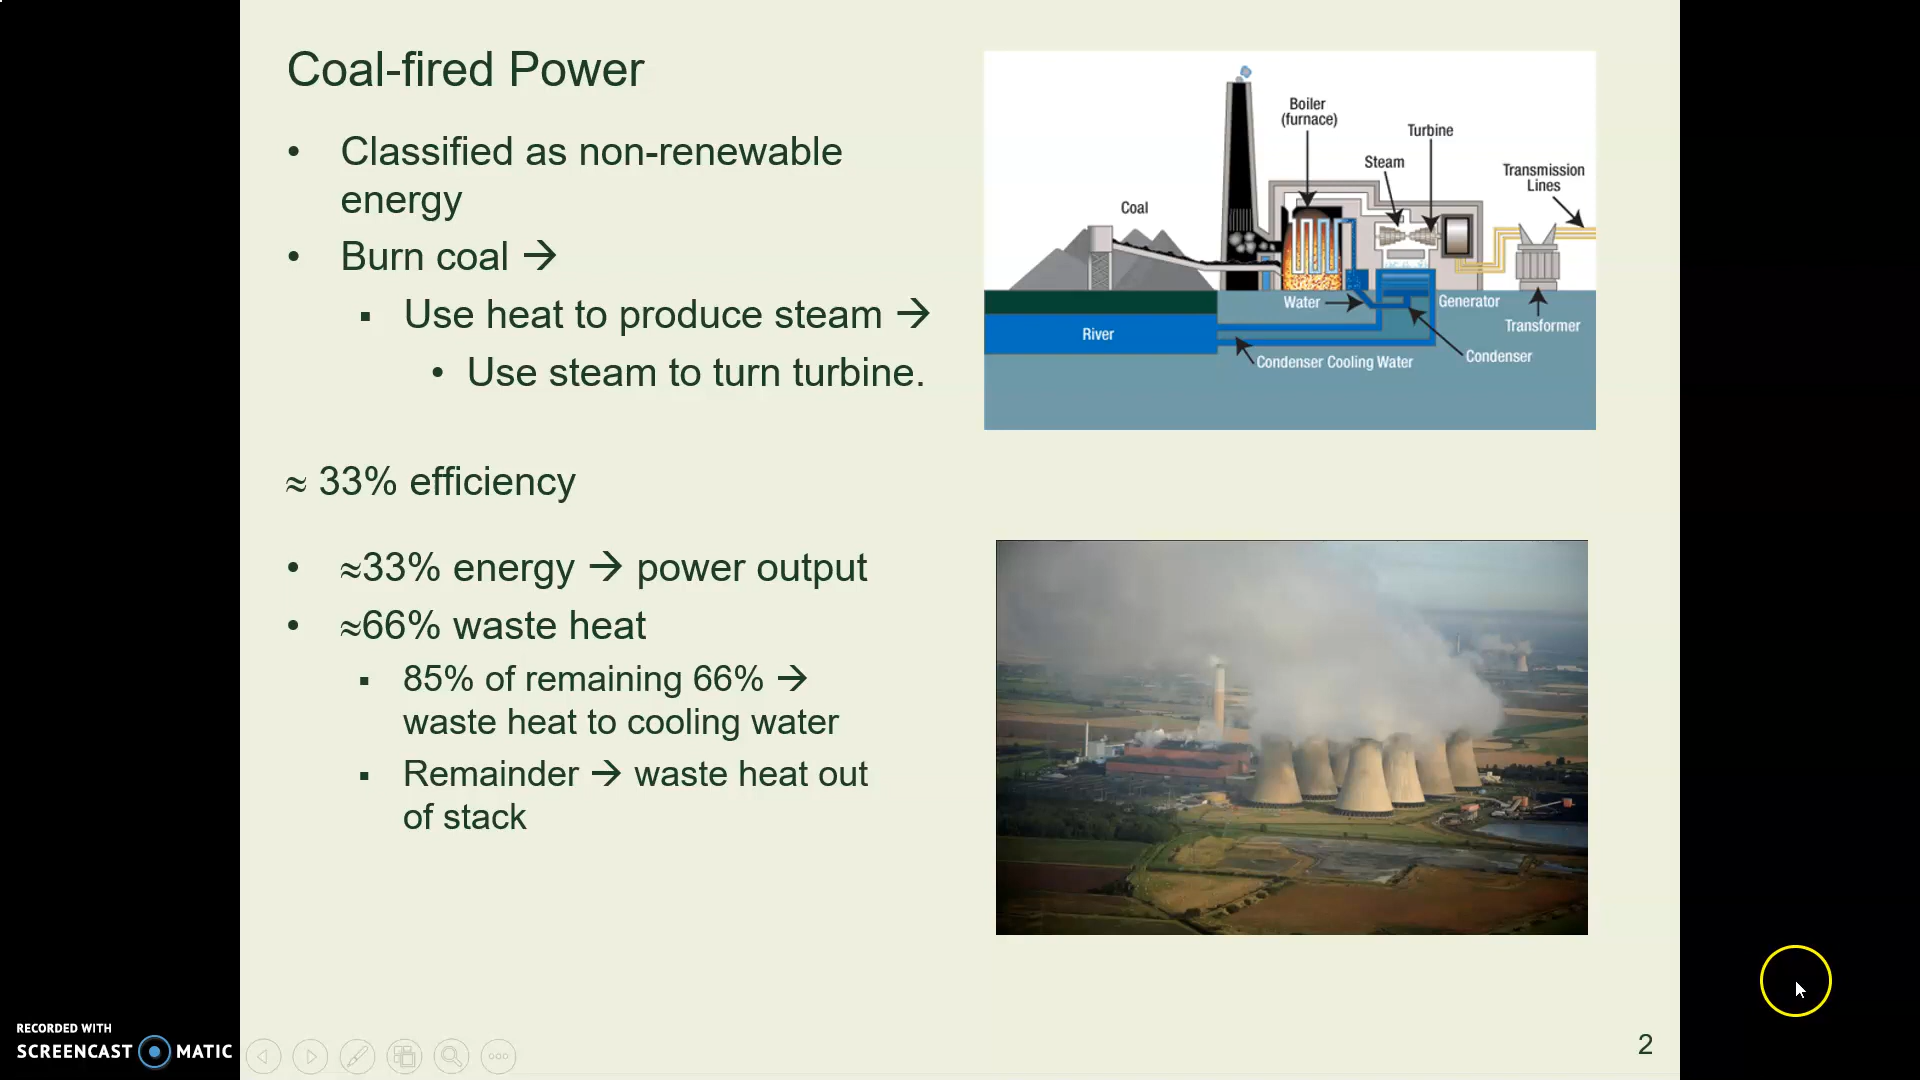 Coal-fired Power
• Classified as non-renewable
energy
• Burn coal →
▪ Use heat to produce steam →
• Use steam to turn turbine.
≈ 33% efficiency
• ≈33% energy → power output
• ≈66% waste heat
▪ 85% of remaining 66% →
waste heat to cooling water
▪ Remainder → waste heat out
of stack
Boiler
(furnace)
Turbine
Steam
Transmission
Lines
Coal
Water
Generator
River
Transformer
Condenser Cooling Water
Condenser
2
RECORDED WITH
SCREENCAST MATIC